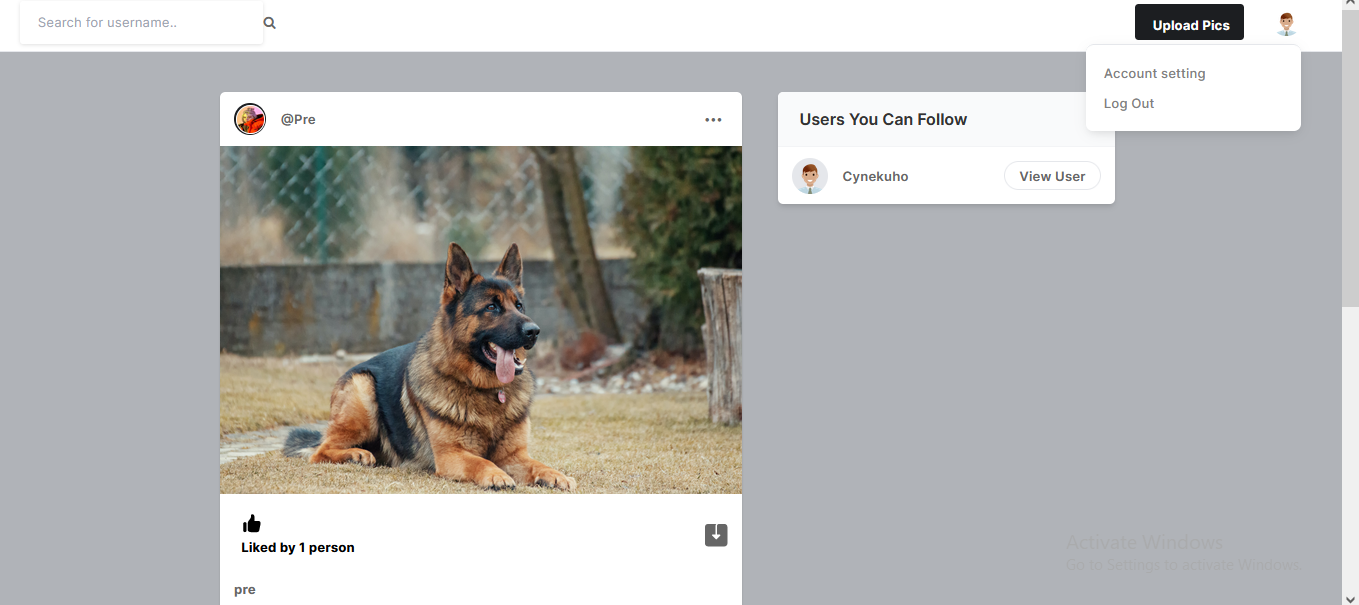 Search for username..
Upload Pics
Account setting
Log Out
@Pre
Users You Can Follow
Cynekuho
View User
Liked by 1 person
pre
Activate Windows
Go to Settings to activate Windows.